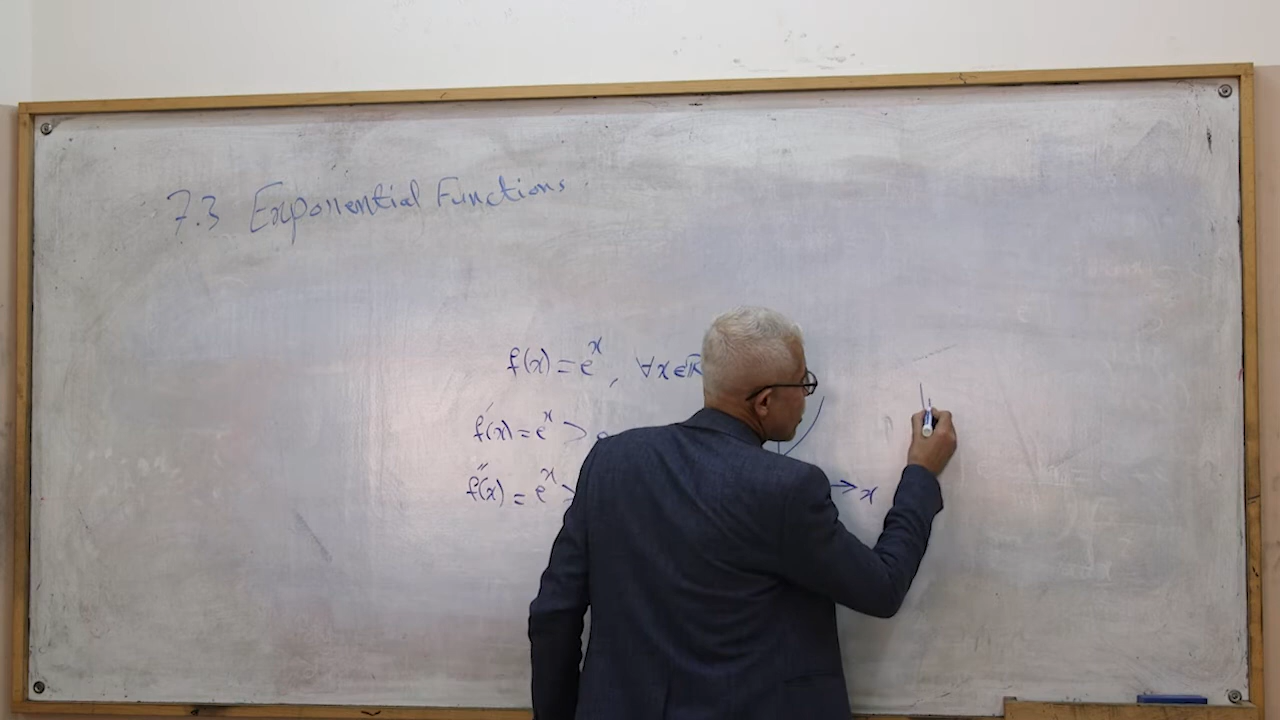 7.3 Exponential Functions
f(x) = e^x , ∀x∈ℝ
f'(x) = e^x >
f''(x) = e^x >
x